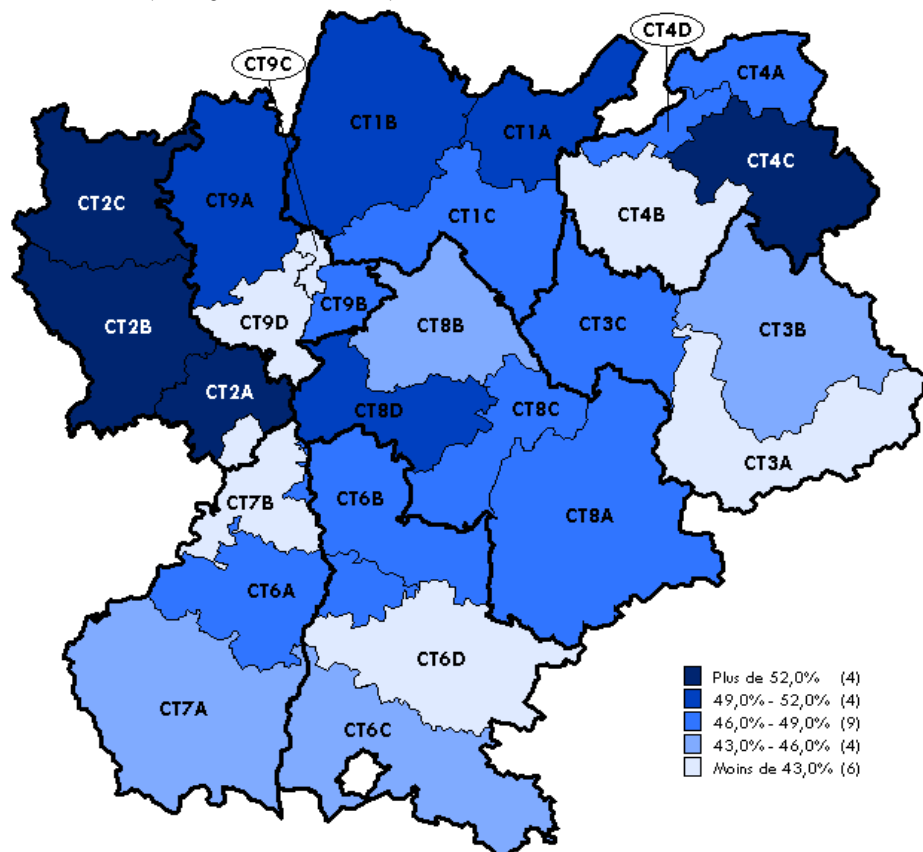 CT4D
CT9C
CT4A
CT1B
CT1A
CT4C
CT2C
CT9A
CT1C
CT4B
CT9B
CT2B
CT9D
CT8B
CT3C
CT3B
CT2A
CT8D
CT8C
CT3A
CT7B
CT6B
CT8A
CT6A
CT6D
CT7A
CT6C
Plus de 52,0% (4)
49,0% - 52,0% (4)
46,0% - 49,0% (9)
43,0% - 46,0% (4)
Moins de 43,0% (6)